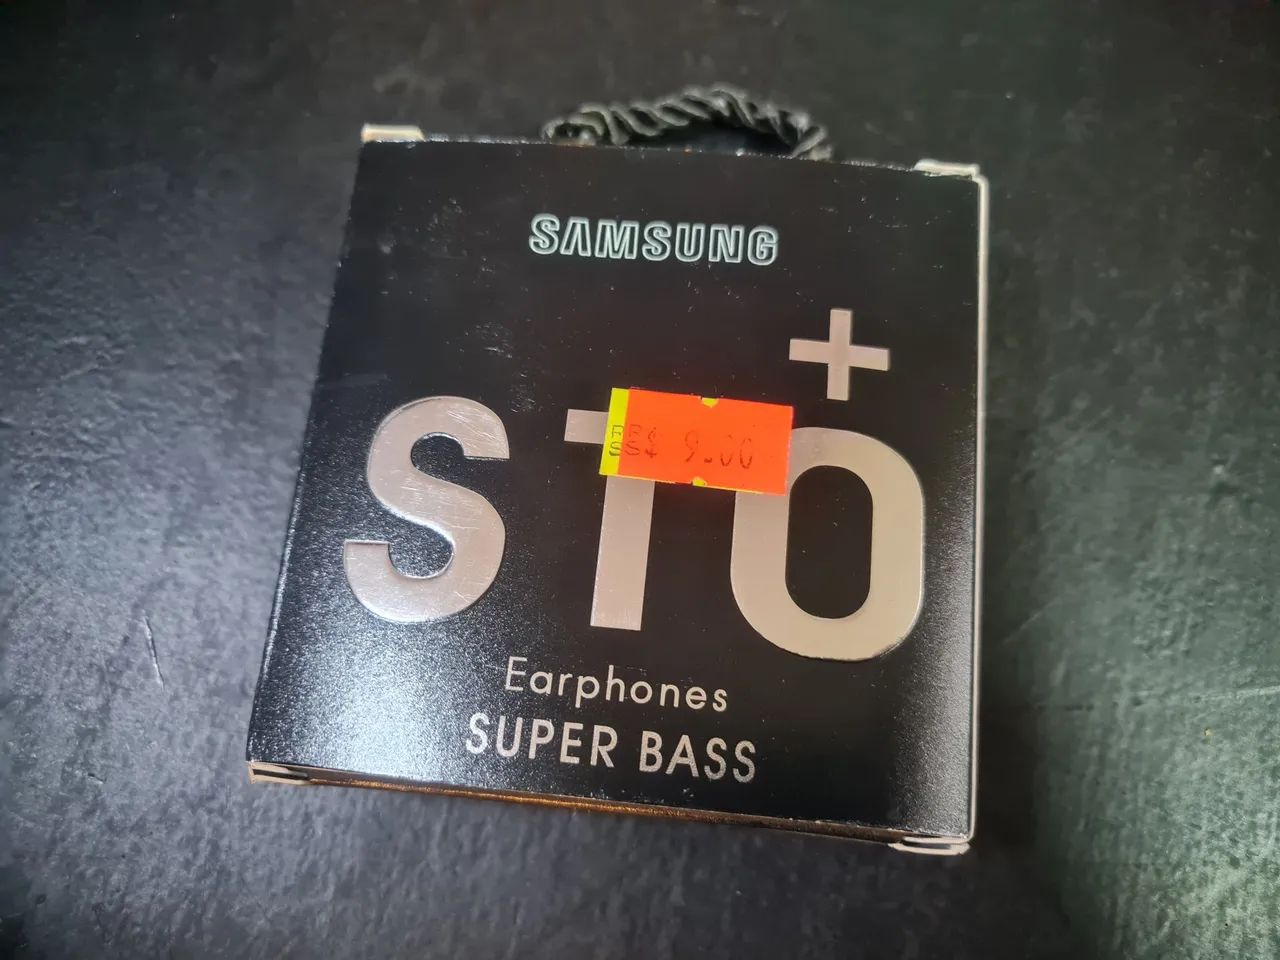 SAMSUNG
S10+
R$ 9.00
Earphones
SUPER BASS